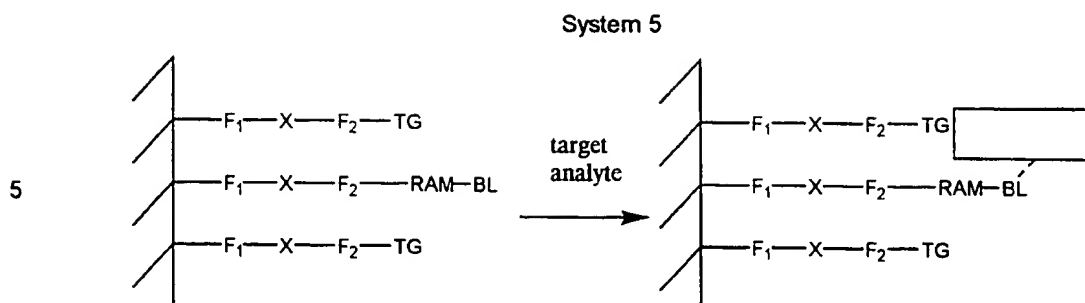 System 5
F₁—X—F₂—TG
F₁—X—F₂—RAM—BL
F₁—X—F₂—TG
5
target
analyte
F₁—X—F₂—TG
F₁—X—F₂—RAM—BL
F₁—X—F₂—TG